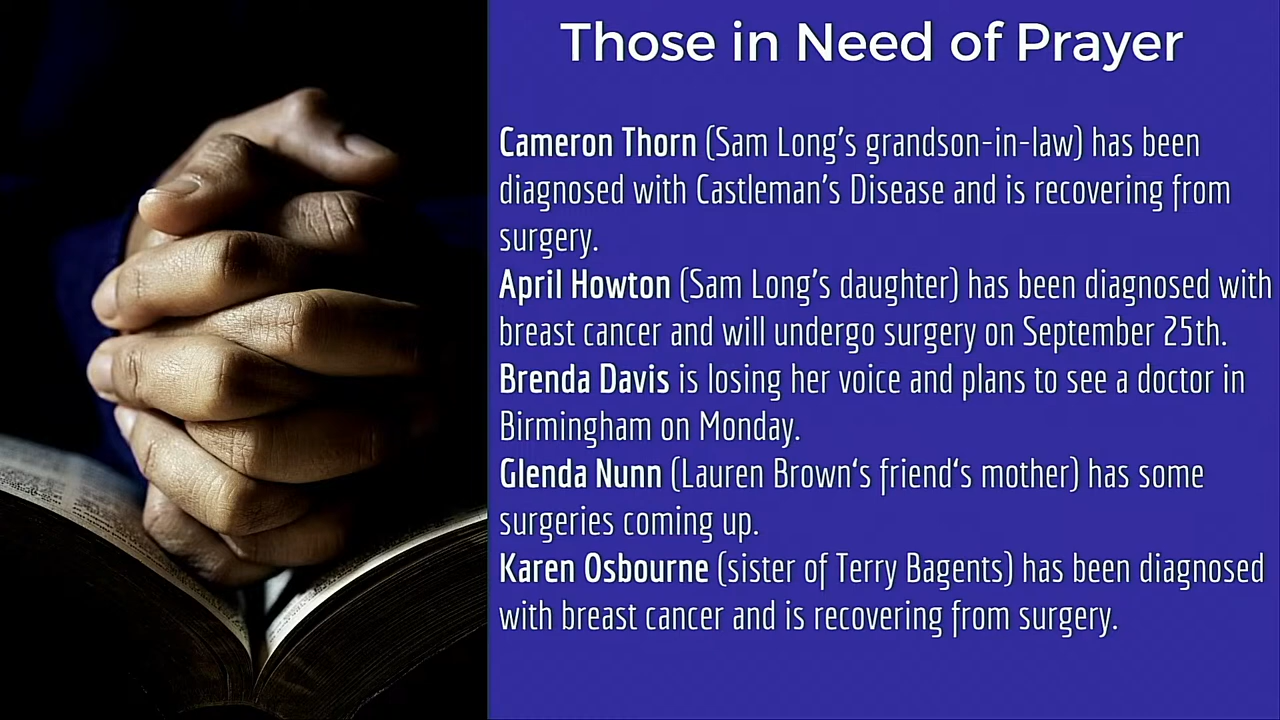 Those in Need of Prayer
Cameron Thorn (Sam Long's grandson-in-law) has been
diagnosed with Castleman's Disease and is recovering from
surgery.
April Howton (Sam Long's daughter) has been diagnosed with
breast cancer and will undergo surgery on September 25th.
Brenda Davis is losing her voice and plans to see a doctor in
Birmingham on Monday.
Glenda Nunn (Lauren Brown‘s friend‘s mother) has some
surgeries coming up.
Karen Osbourne (sister of Terry Bagents) has been diagnosed
with breast cancer and is recovering from surgery.